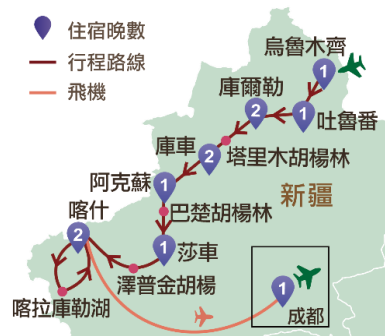 住宿晚數
行程路線
飛機
烏魯木齊
1
庫爾勒
2
1
吐魯番
庫車
2
塔里木胡楊林
阿克蘇
1
新疆
巴楚胡楊林
喀什
2
1
莎車
澤普金胡楊
喀拉庫勒湖
1
成都